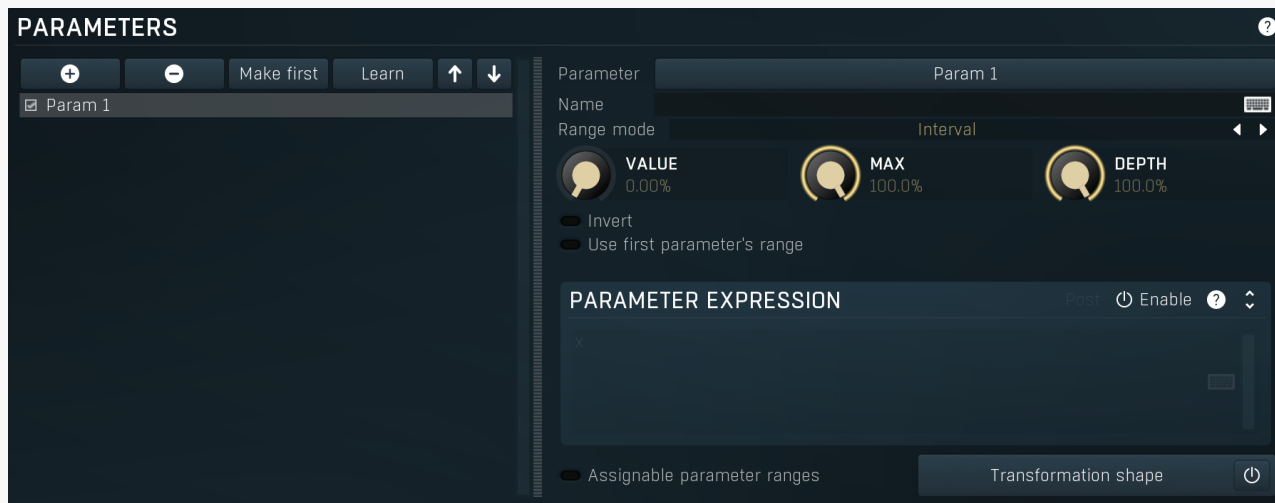 PARAMETERS
Make first Learn
Param 1
Parameter Param 1
Name
Range mode Interval
VALUE
0.00%
MAX
100.0%
DEPTH
100.0%
Invert
Use first parameter's range
PARAMETER EXPRESSION Post Enable
x
Assignable parameter ranges Transformation shape